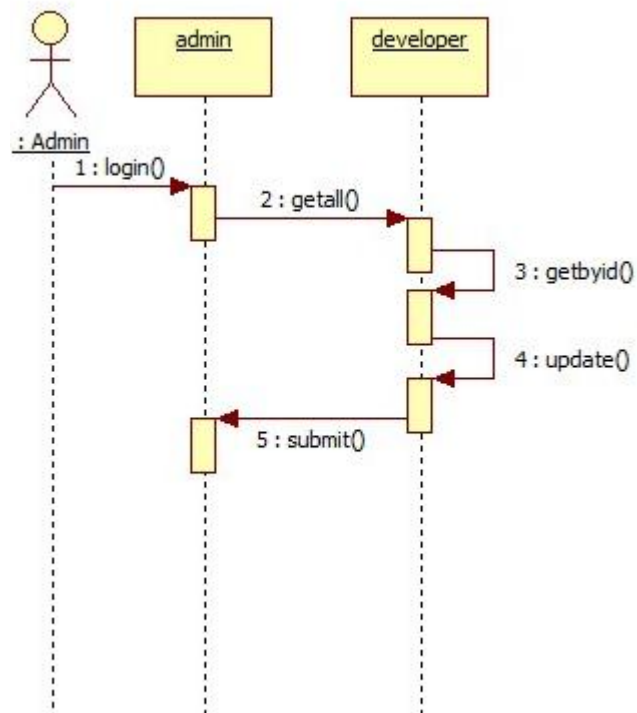 admin
developer
: Admin
1 : login()
2 : getall()
3 : getbyid()
4 : update()
5 : submit()